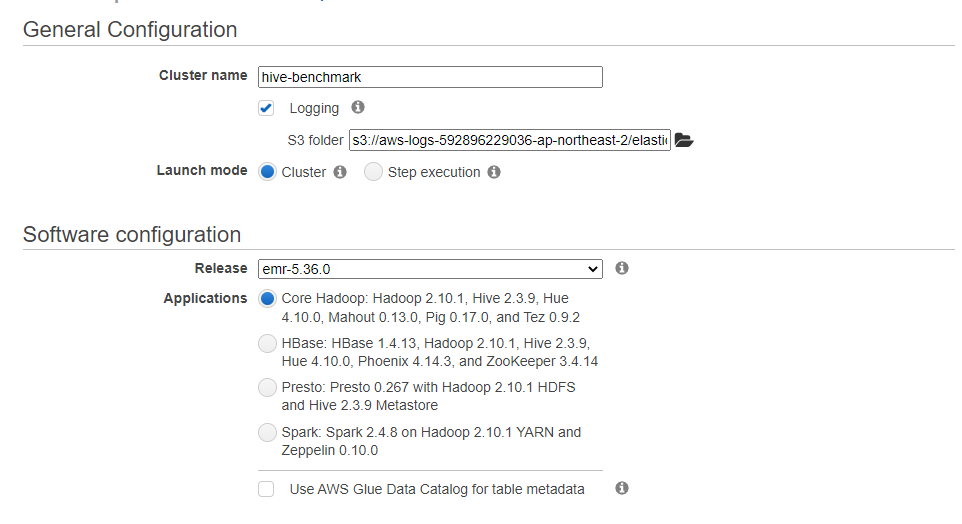 General Configuration
Cluster name hive-benchmark
Logging
S3 folder s3://aws-logs-592896229036-ap-northeast-2/elasti
Launch mode Cluster Step execution
Software configuration
Release emr-5.36.0
Applications Core Hadoop: Hadoop 2.10.1, Hive 2.3.9, Hue
4.10.0, Mahout 0.13.0, Pig 0.17.0, and Tez 0.9.2
HBase: HBase 1.4.13, Hadoop 2.10.1, Hive 2.3.9,
Hue 4.10.0, Phoenix 4.14.3, and ZooKeeper 3.4.14
Presto: Presto 0.267 with Hadoop 2.10.1 HDFS
and Hive 2.3.9 Metastore
Spark: Spark 2.4.8 on Hadoop 2.10.1 YARN and
Zeppelin 0.10.0
Use AWS Glue Data Catalog for table metadata